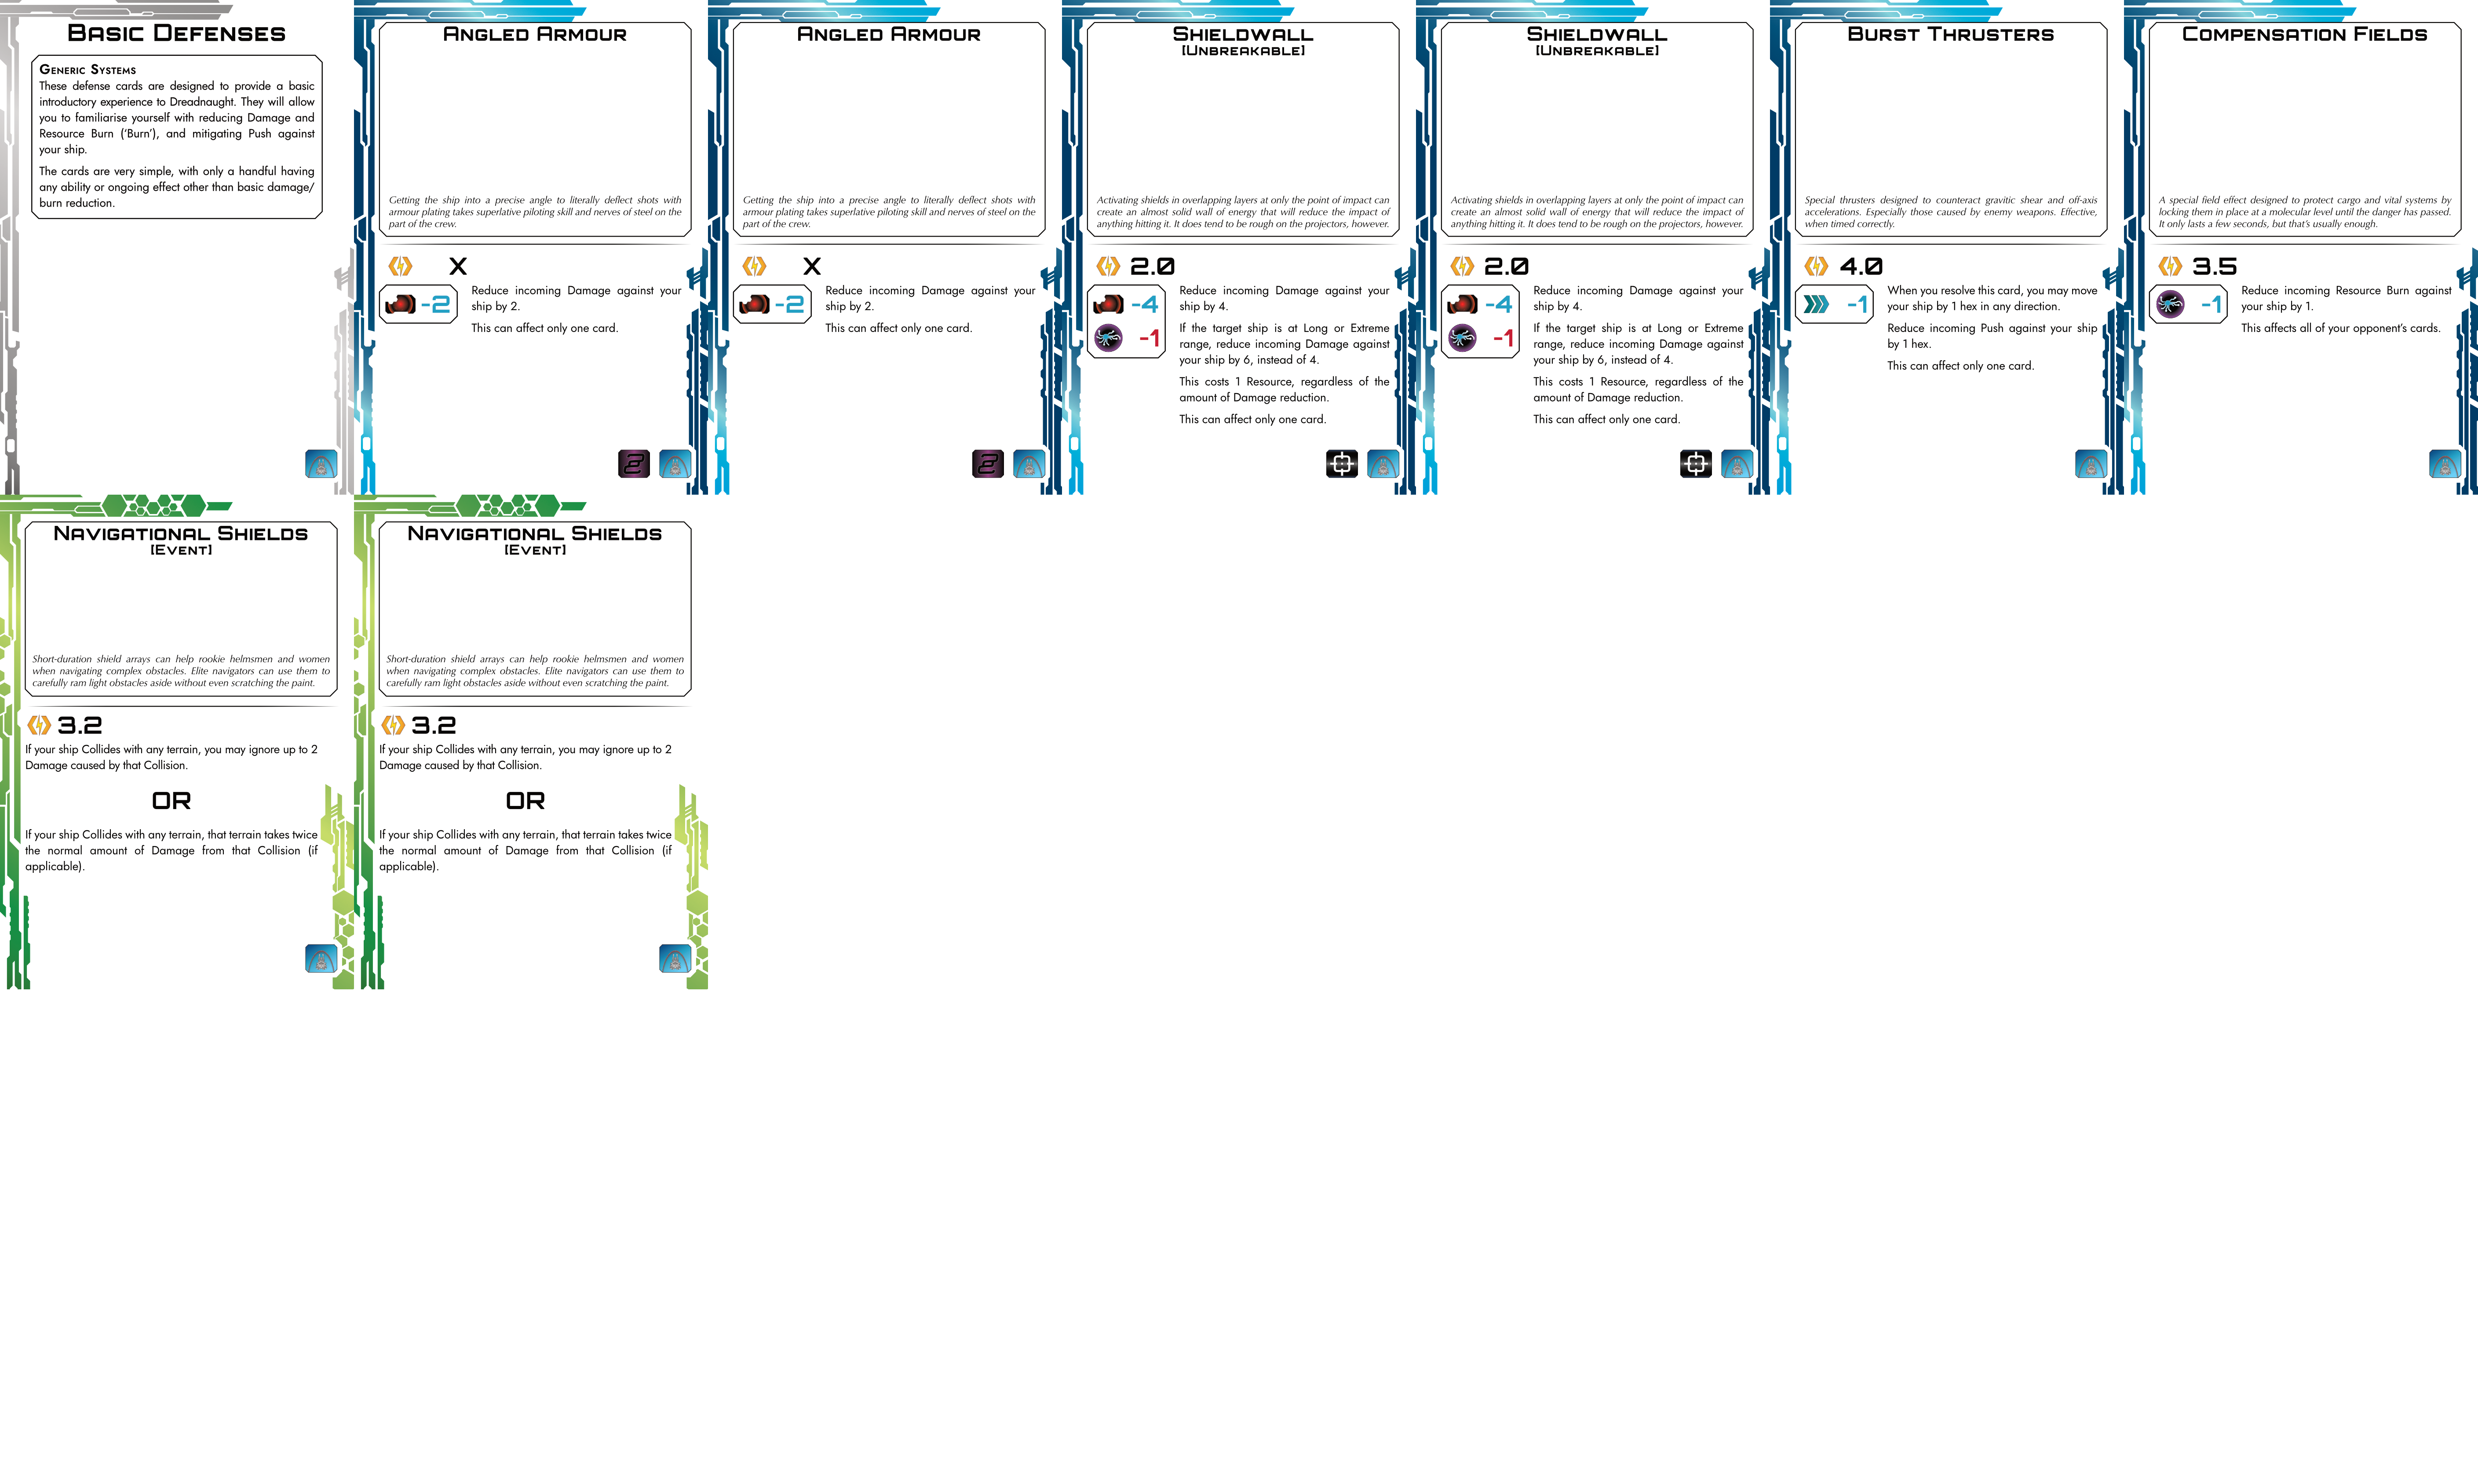 Basic Defenses
Generic Systems
These defense cards are designed to provide a basic
introductory experience to Dreadnaught. They will allow
you to familiarise yourself with reducing Damage and
Resource Burn (‘Burn’), and mitigating Push against
your ship.
The cards are very simple, with only a handful having
any ability or ongoing effect other than basic damage/
burn reduction.
Angled Armour
Getting the ship into a precise angle to literally deflect shots with
armour plating takes superlative piloting skill and nerves of steel on the
part of the crew.
X
-2
Reduce incoming Damage against your
ship by 2.
This can affect only one card.
2
Angled Armour
Getting the ship into a precise angle to literally deflect shots with
armour plating takes superlative piloting skill and nerves of steel on the
part of the crew.
X
-2
Reduce incoming Damage against your
ship by 2.
This can affect only one card.
2
Shieldwall
[Unbreakable]
Activating shields in overlapping layers at only the point of impact can
create an almost solid wall of energy that will reduce the impact of
anything hitting it. It does tend to be rough on the projectors, however.
2.0
-4
-1
Reduce incoming Damage against your
ship by 4.
If the target ship is at Long or Extreme
range, reduce incoming Damage against
your ship by 6, instead of 4.
This costs 1 Resource, regardless of the
amount of Damage reduction.
This can affect only one card.
Shieldwall
[Unbreakable]
Activating shields in overlapping layers at only the point of impact can
create an almost solid wall of energy that will reduce the impact of
anything hitting it. It does tend to be rough on the projectors, however.
2.0
-4
-1
Reduce incoming Damage against your
ship by 4.
If the target ship is at Long or Extreme
range, reduce incoming Damage against
your ship by 6, instead of 4.
This costs 1 Resource, regardless of the
amount of Damage reduction.
This can affect only one card.
Burst Thrusters
Special thrusters designed to counteract gravitic shear and off-axis
accelerations. Especially those caused by enemy weapons. Effective,
when timed correctly.
4.0
-1
When you resolve this card, you may move
your ship by 1 hex in any direction.
Reduce incoming Push against your ship
by 1 hex.
This can affect only one card.
Compensation Fields
A special field effect designed to protect cargo and vital systems by
locking them in place at a molecular level until the danger has passed.
It only lasts a few seconds, but that’s usually enough.
3.5
-1
Reduce incoming Resource Burn against
your ship by 1.
This affects all of your opponent’s cards.
Navigational Shields
[Event]
Short-duration shield arrays can help rookie helmsmen and women
when navigating complex obstacles. Elite navigators can use them to
carefully ram light obstacles aside without even scratching the paint.
3.2
If your ship Collides with any terrain, you may ignore up to 2
Damage caused by that Collision.
OR
If your ship Collides with any terrain, that terrain takes twice
the normal amount of Damage from that Collision (if
applicable).
Navigational Shields
[Event]
Short-duration shield arrays can help rookie helmsmen and women
when navigating complex obstacles. Elite navigators can use them to
carefully ram light obstacles aside without even scratching the paint.
3.2
If your ship Collides with any terrain, you may ignore up to 2
Damage caused by that Collision.
OR
If your ship Collides with any terrain, that terrain takes twice
the normal amount of Damage from that Collision (if
applicable).